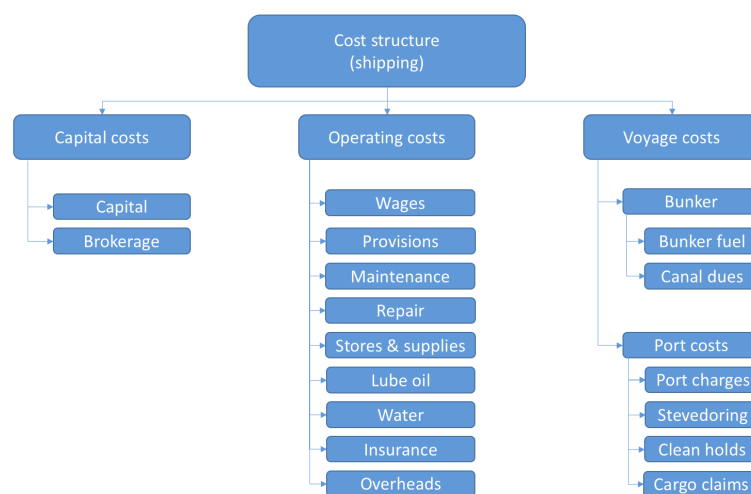 Cost structure
(shipping)
Capital costs
Operating costs
Voyage costs
Capital
Brokerage
Wages
Provisions
Maintenance
Repair
Stores & supplies
Lube oil
Water
Insurance
Overheads
Bunker
Bunker fuel
Canal dues
Port costs
Port charges
Stevedoring
Clean holds
Cargo claims